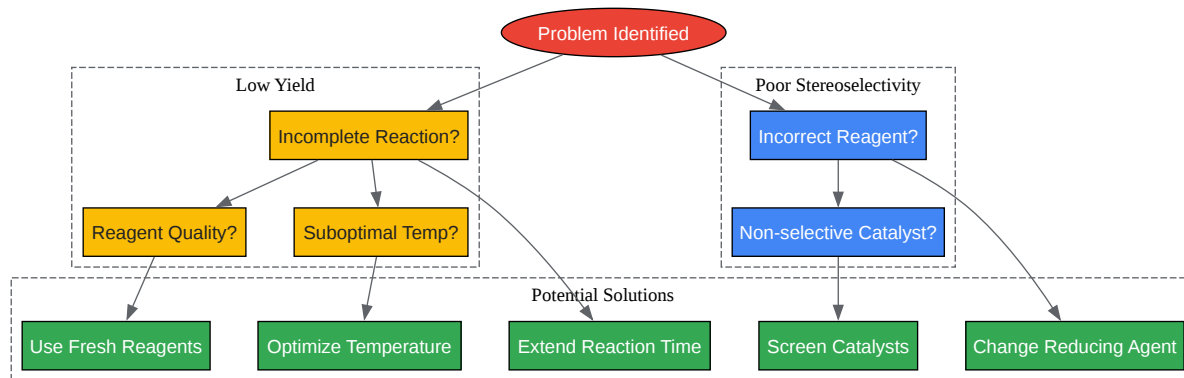 Problem Identified
Low Yield
Poor Stereoselectivity
Incomplete Reaction?
Incorrect Reagent?
Reagent Quality?
Suboptimal Temp?
Non-selective Catalyst?
Potential Solutions
Use Fresh Reagents
Optimize Temperature
Extend Reaction Time
Screen Catalysts
Change Reducing Agent